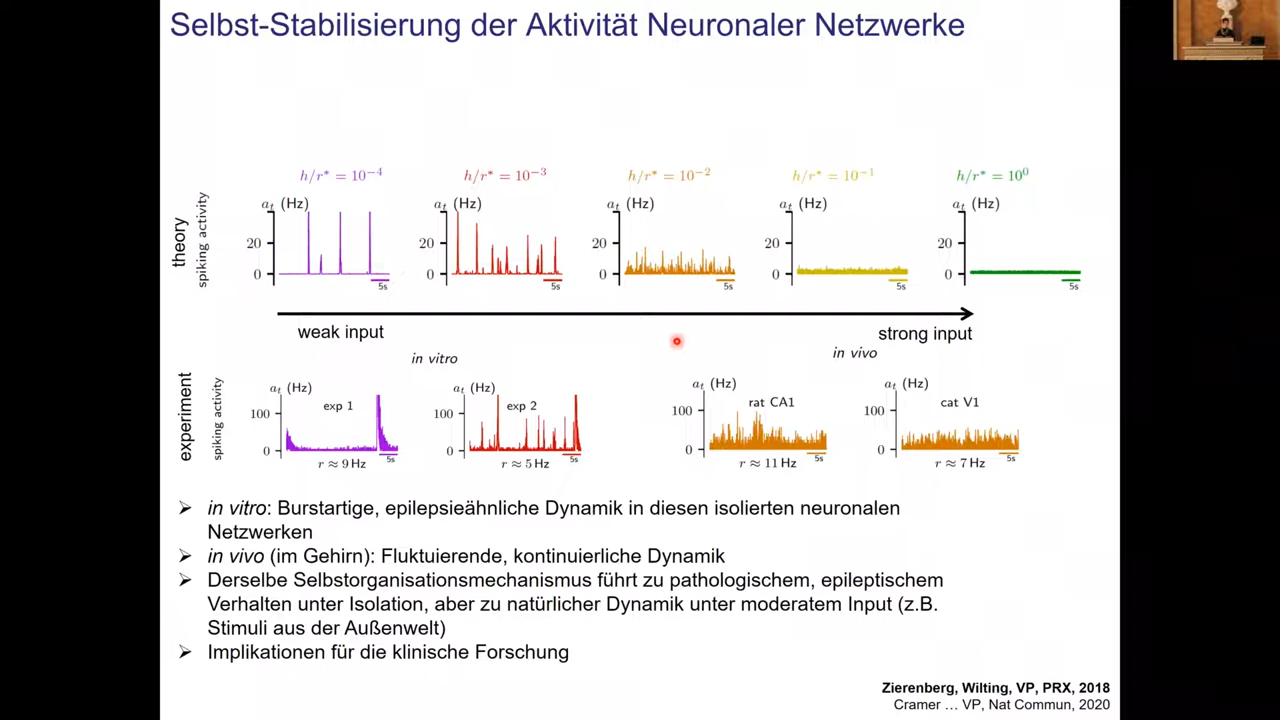 Selbst-Stabilisierung der Aktivität Neuronaler Netzwerke
h/r* = 10⁻⁴
h/r* = 10⁻³
h/r* = 10⁻²
h/r* = 10⁻¹
h/r* = 10⁰
theory
spiking activity
aₜ (Hz)
20
0
5s
aₜ (Hz)
20
0
5s
aₜ (Hz)
20
0
5s
aₜ (Hz)
20
0
5s
aₜ (Hz)
20
0
5s
weak input
strong input
in vitro
in vivo
experiment
spiking activity
aₜ (Hz)
exp 1
100
0
5s
r ≈ 9 Hz
aₜ (Hz)
exp 2
100
0
5s
r ≈ 5 Hz
aₜ (Hz)
rat CA1
100
0
5s
r ≈ 11 Hz
aₜ (Hz)
cat V1
100
0
5s
r ≈ 7 Hz
➢ in vitro: Burstartige, epilepsieähnliche Dynamik in diesen isolierten neuronalen
Netzwerken
➢ in vivo (im Gehirn): Fluktuierende, kontinuierliche Dynamik
➢ Derselbe Selbstorganisationsmechanismus führt zu pathologischem, epileptischem
Verhalten unter Isolation, aber zu natürlicher Dynamik unter moderatem Input (z.B.
Stimuli aus der Außenwelt)
➢ Implikationen für die klinische Forschung
Zierenberg, Wilting, VP, PRX, 2018
Cramer ... VP, Nat Commun, 2020